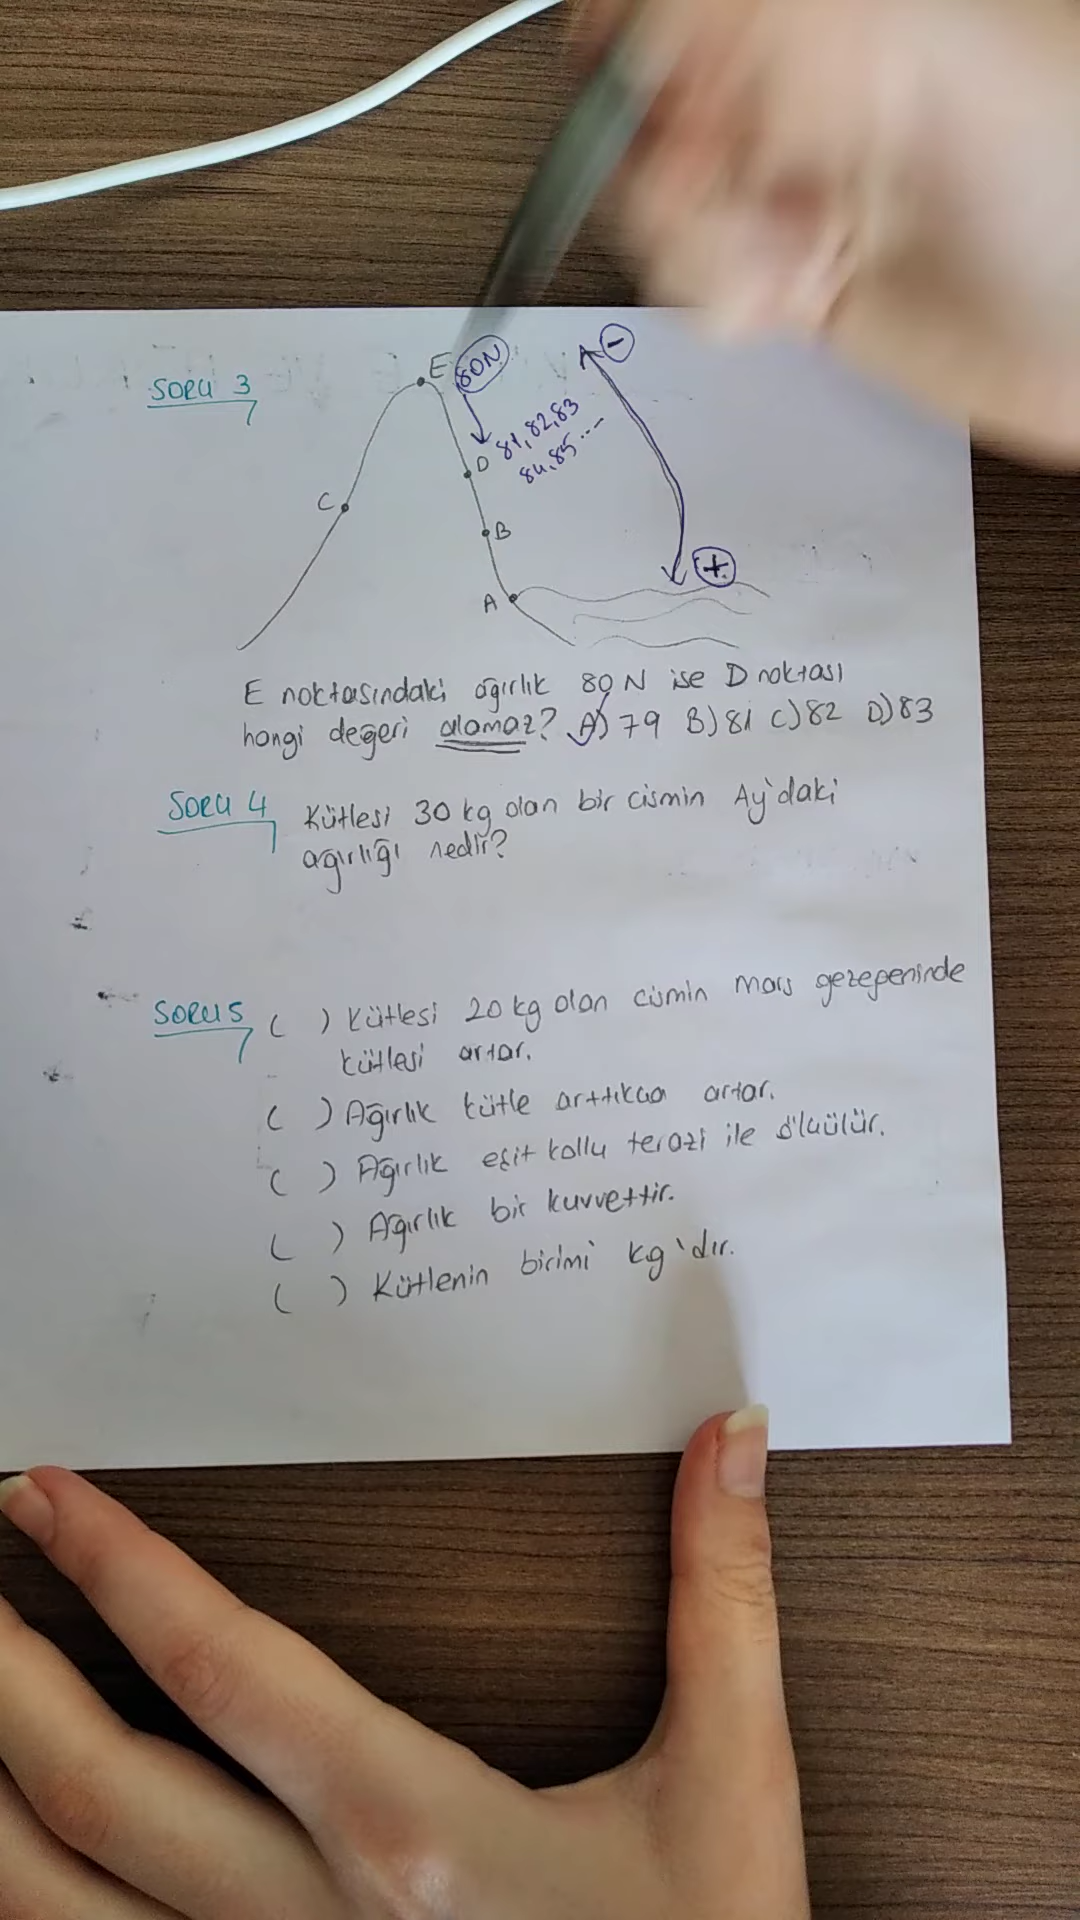 SORU 3
E 80N
81, 82, 83
84, 85...
D
C
B
A
-
+
E noktasındaki ağırlık 80 N ise D noktası
hangi değeri alamaz? A) 79 B) 81 C) 82 D) 83
SORU 4 Kütlesi 30 kg olan bir cismin Ay'daki
ağırlığı nedir?
SORU 5 ( ) Kütlesi 20 kg olan cismin mars gezegeninde
kütlesi artar.
( ) Ağırlık kütle arttıkça artar.
( ) Ağırlık eşit kollu terazi ile ölçülür.
( ) Ağırlık bir kuvvettir.
( ) Kütlenin birimi kg'dır.